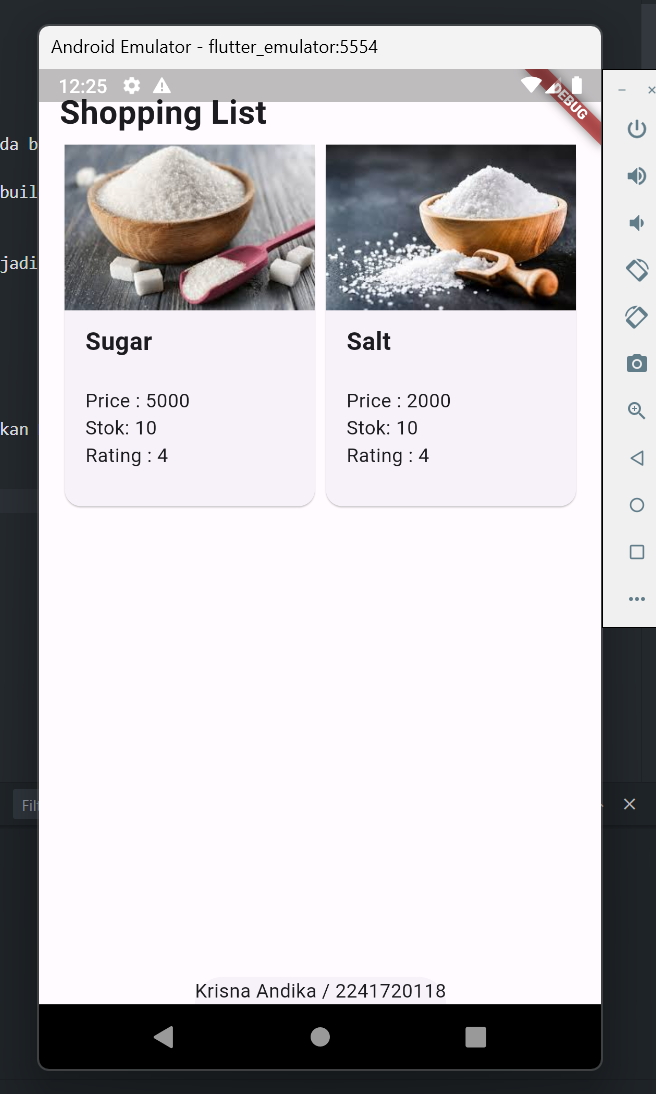 Android Emulator - flutter_emulator:5554
12:25
DEBUG
Shopping List
da b
buil
jadi
kan
Sugar
Price : 5000
Stok: 10
Rating : 4
Salt
Price : 2000
Stok: 10
Rating : 4
Filt
Krisna Andika / 2241720118